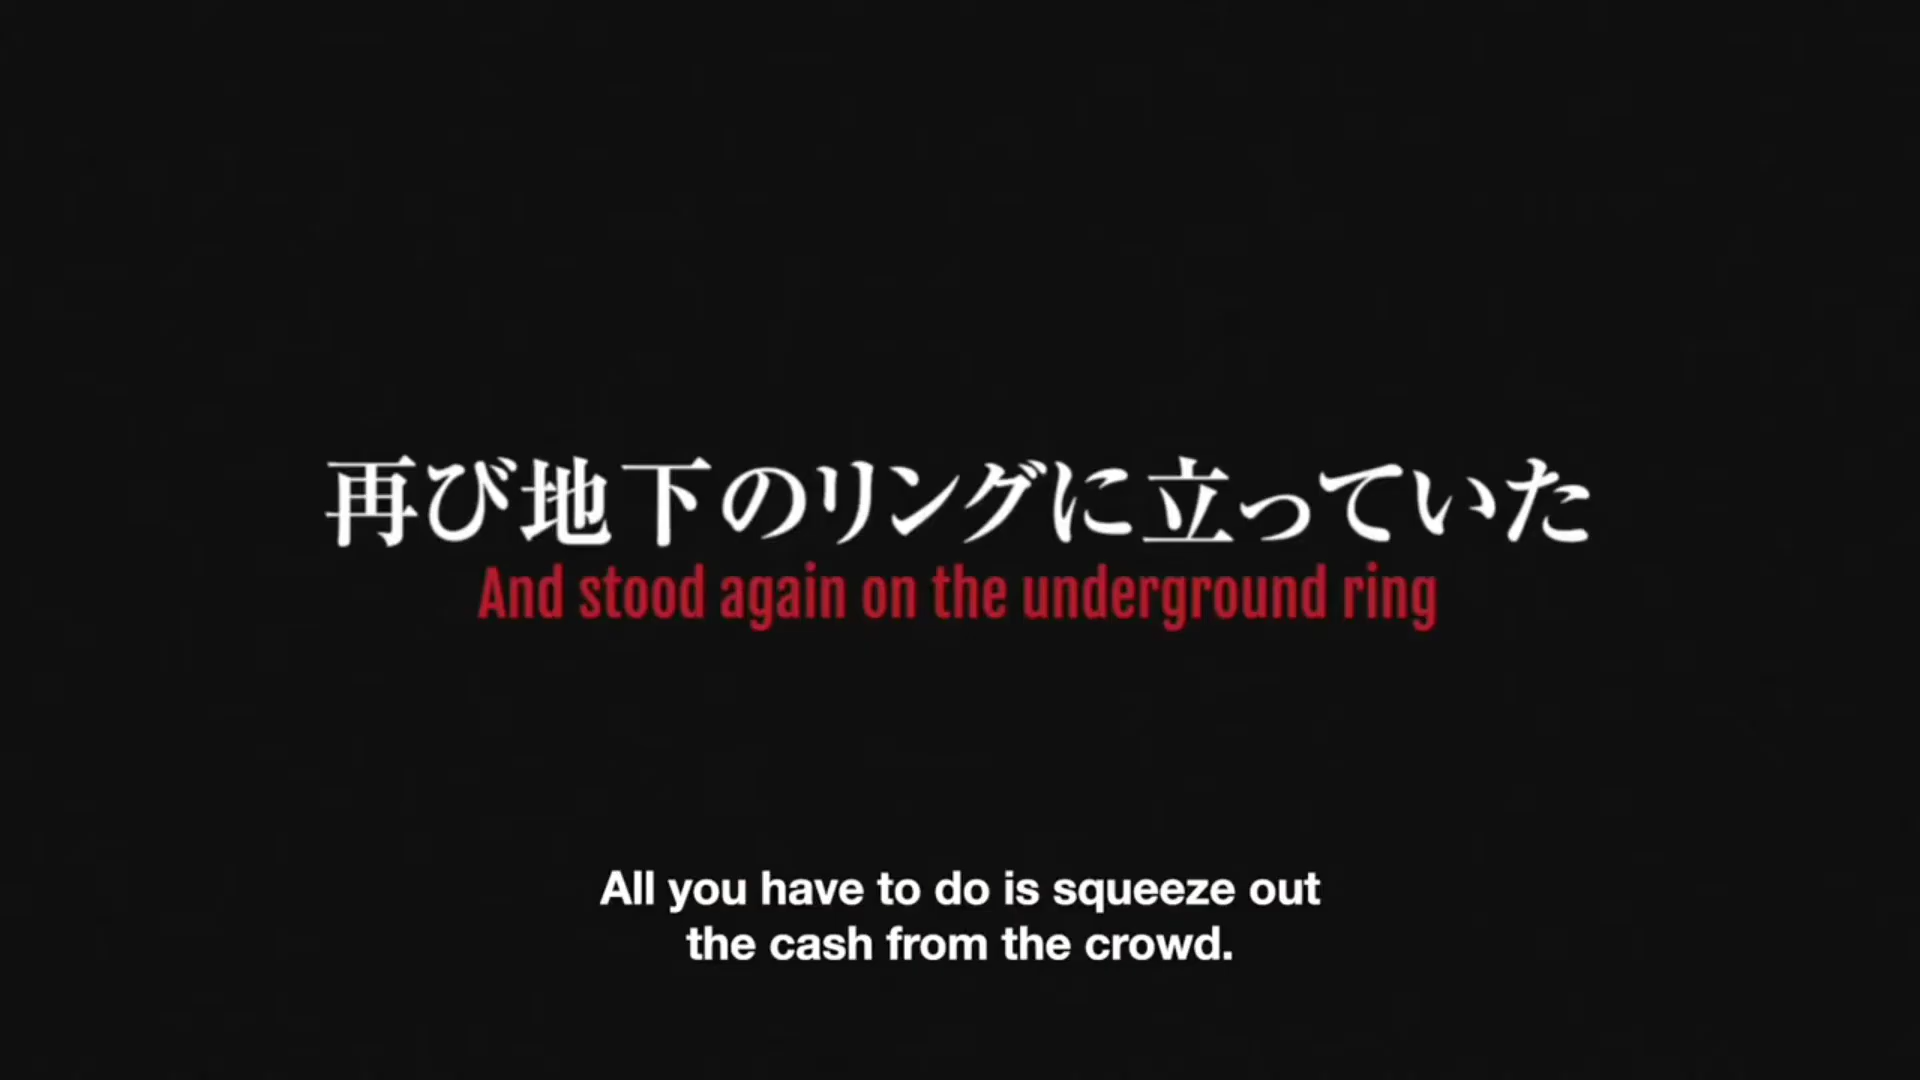 再び地下のリングに立っていた
And stood again on the underground ring
All you have to do is squeeze out
the cash from the crowd.